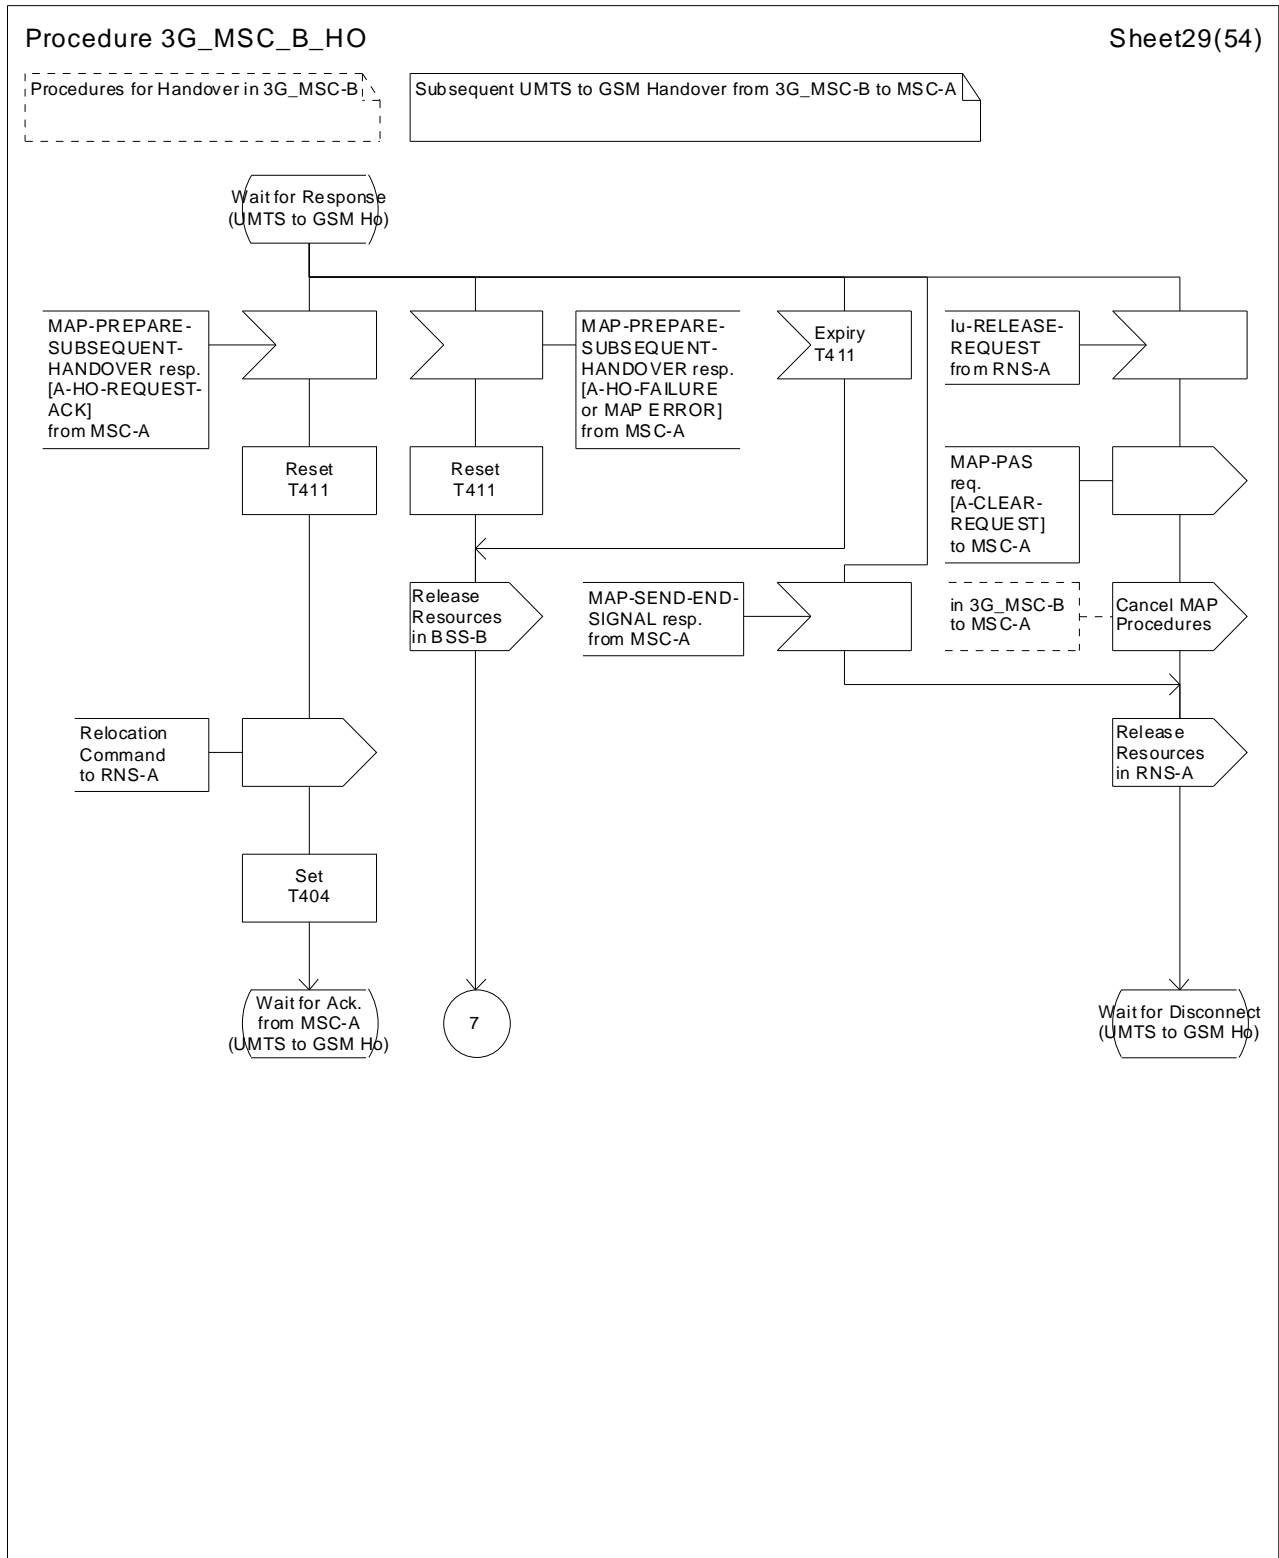 Procedure 3G_MSC_B_HO
Sheet29(54)
Procedures for Handover in 3G_MSC-B
Subsequent UMTS to GSM Handover from 3G_MSC-B to MSC-A
Wait for Response
(UMTS to GSM Ho)
MAP-PREPARE-
SUBSEQUENT-
HANDOVER resp.
[A-HO-REQUEST-
ACK]
from MSC-A
MAP-PREPARE-
SUBSEQUENT-
HANDOVER resp.
[A-HO-FAILURE
or MAP ERROR]
from MSC-A
Expiry
T411
Iu-RELEASE-
REQUEST
from RNS-A
Reset
T411
Reset
T411
MAP-PAS
req.
[A-CLEAR-
REQUEST]
to MSC-A
Release
Resources
in BSS-B
MAP-SEND-END-
SIGNAL resp.
from MSC-A
in 3G_MSC-B
to MSC-A
Cancel MAP
Procedures
Relocation
Command
to RNS-A
Release
Resources
in RNS-A
Set
T404
Wait for Ack.
from MSC-A
(UMTS to GSM Ho)
7
Wait for Disconnect
(UMTS to GSM Ho)